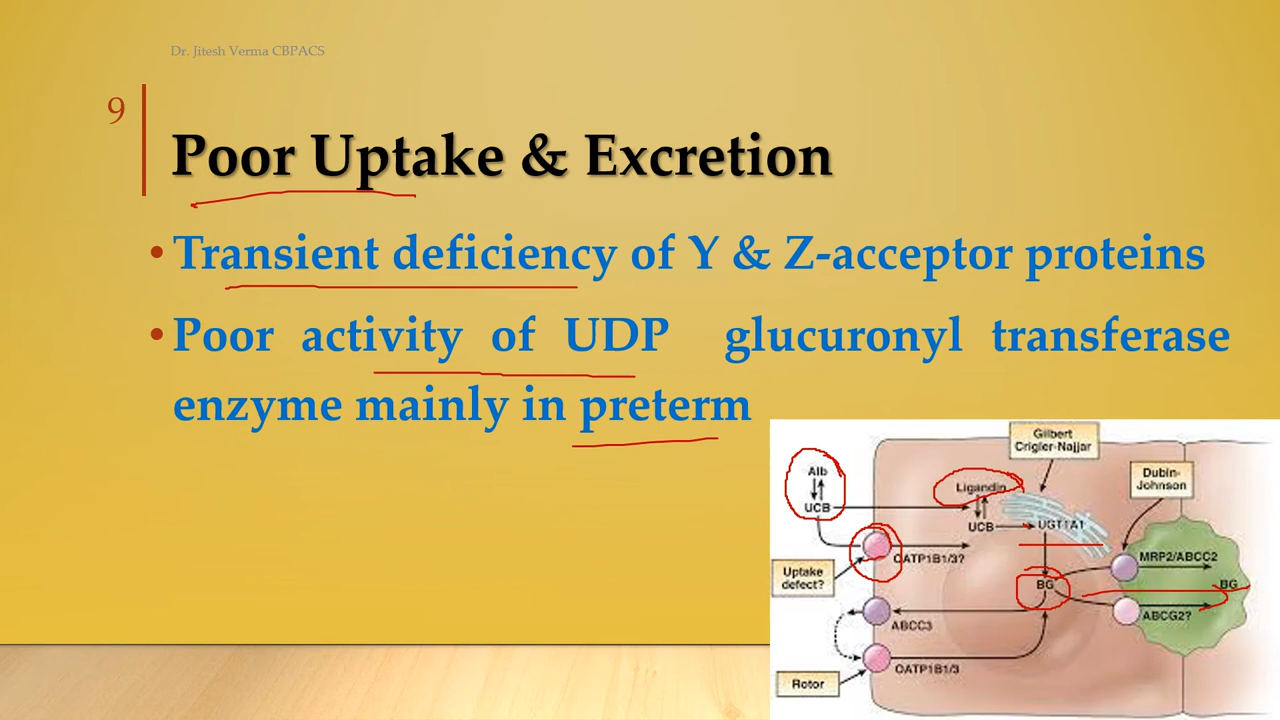 Dr. Jitesh Verma CBPACS
9
Poor Uptake & Excretion
• Transient deficiency of Y & Z-acceptor proteins
• Poor activity of UDP glucuronyl transferase
enzyme mainly in preterm
Gilbert
Crigler-Najjar
Alb
UCB
Ligandin
UCB
UGT1A1
Dubin-
Johnson
OATP1B1/3?
Uptake
defect?
MRP2/ABCC2
BG
BG
ABCC3
ABCG2?
OATP1B1/3
Rotor